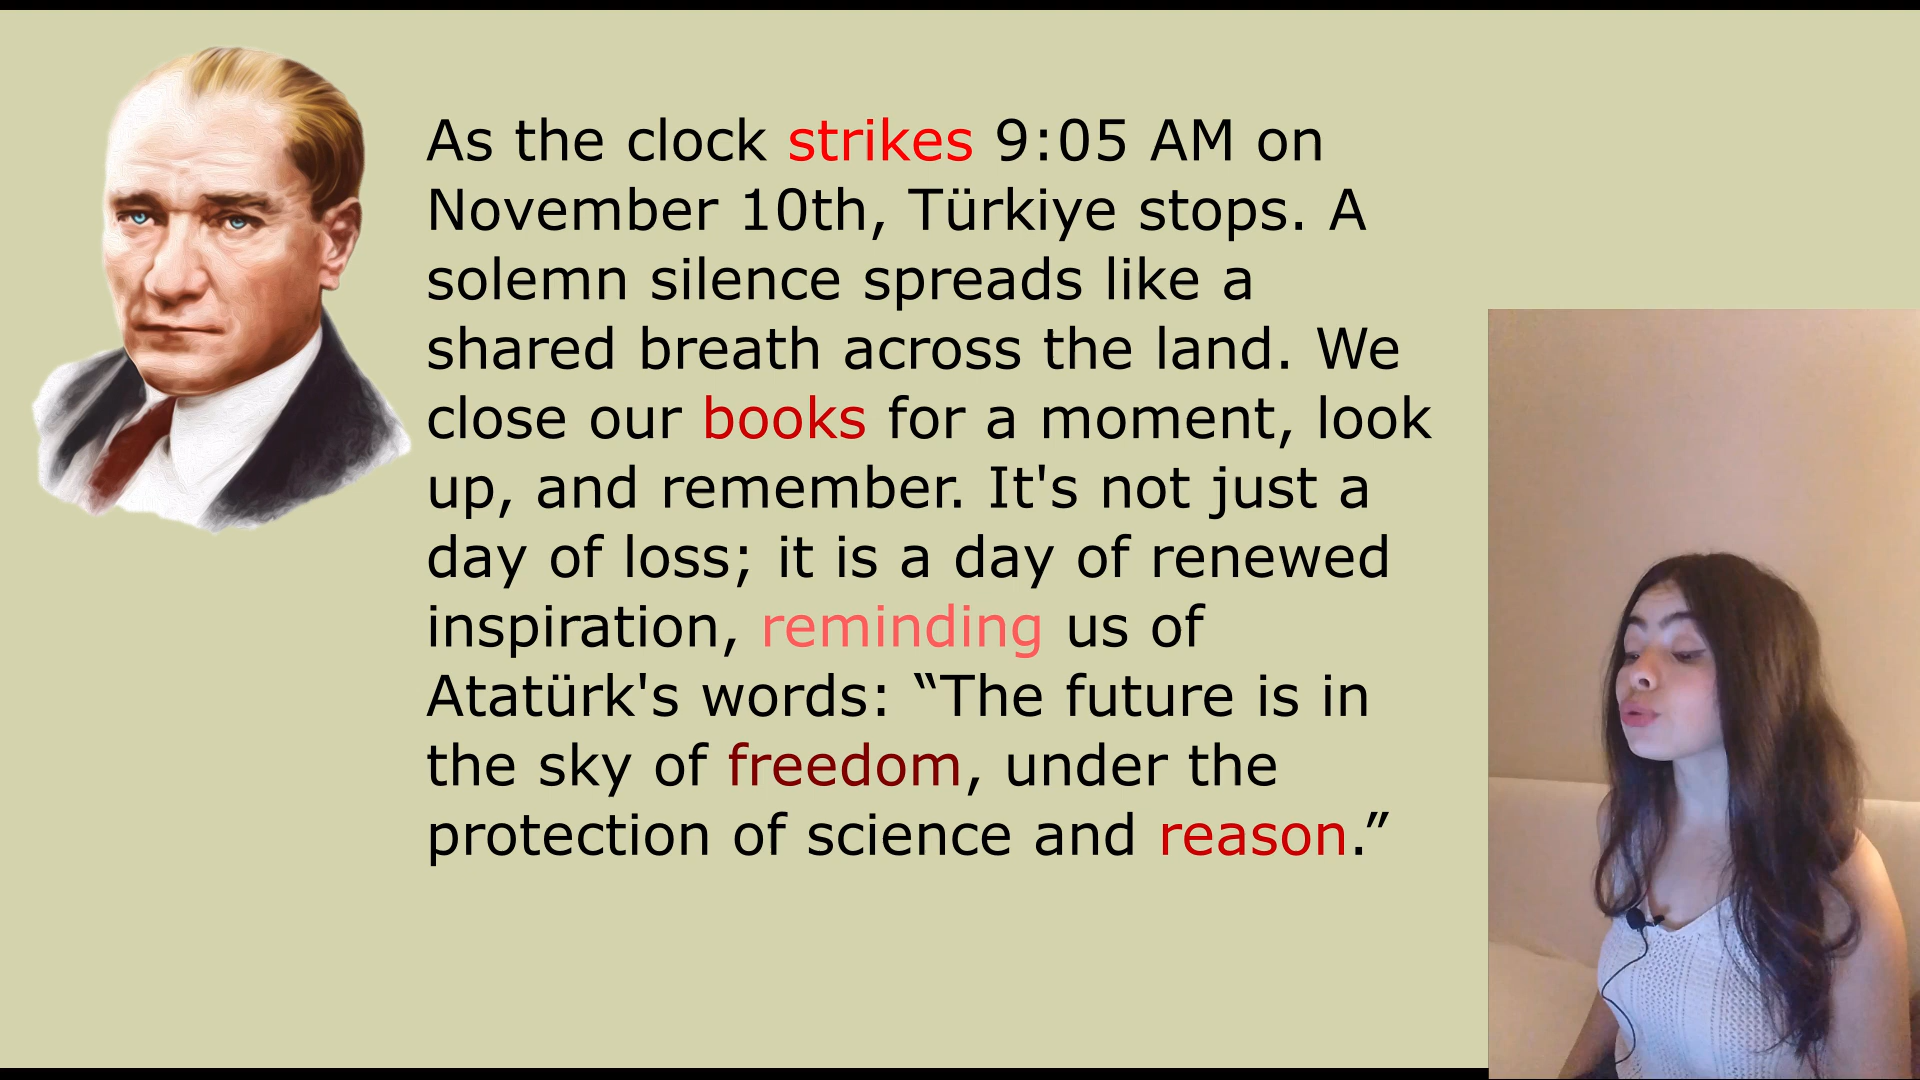 As the clock strikes 9:05 AM on
November 10th, Türkiye stops. A
solemn silence spreads like a
shared breath across the land. We
close our books for a moment, look
up, and remember. It's not just a
day of loss; it is a day of renewed
inspiration, reminding us of
Atatürk's words: “The future is in
the sky of freedom, under the
protection of science and reason.”